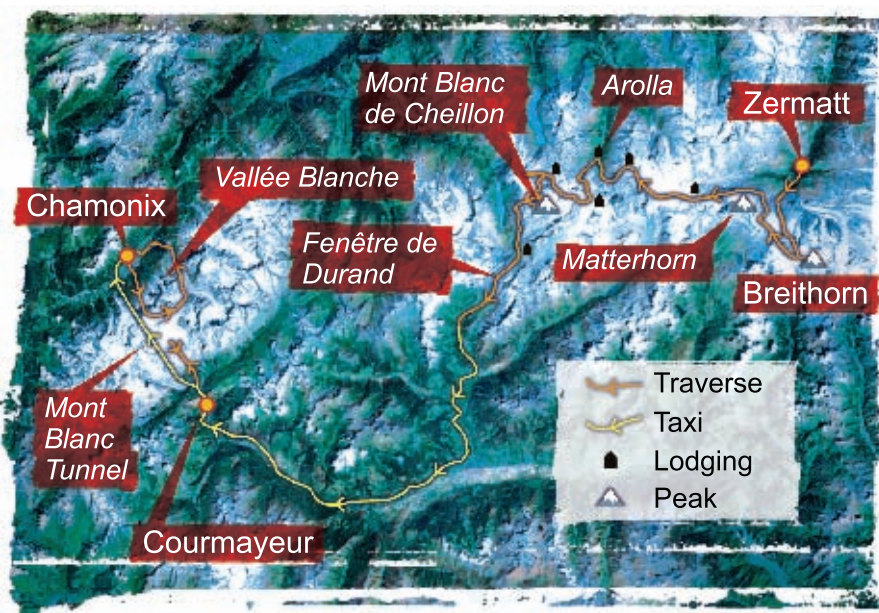 Mont Blanc
de Cheillon
Arolla
Zermatt
Vallée Blanche
Chamonix
Fenêtre de
Durand
Matterhorn
Breithorn
Mont
Blanc
Tunnel
Courmayeur
Traverse
Taxi
Lodging
Peak